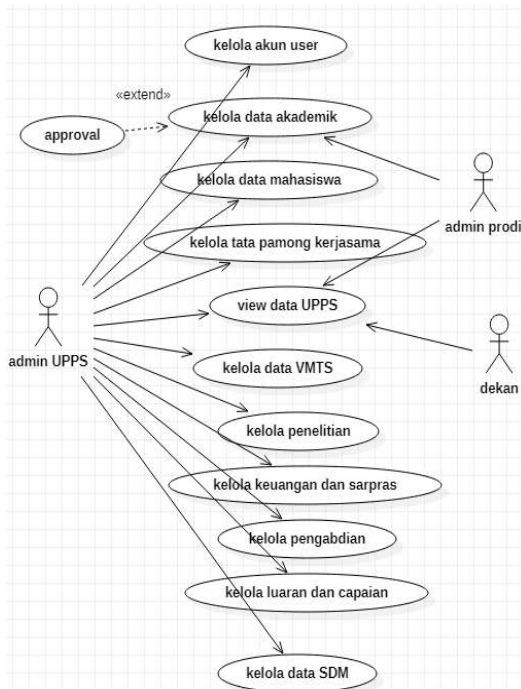 kelola akun user
«extend»
kelola data akademik
approval
kelola data mahasiswa
admin prodi
kelola tata pamong kerjasama
view data UPPS
admin UPPS
kelola data VMTS
dekan
kelola penelitian
kelola keuangan dan sarpras
kelola pengabdian
kelola luaran dan capaian
kelola data SDM